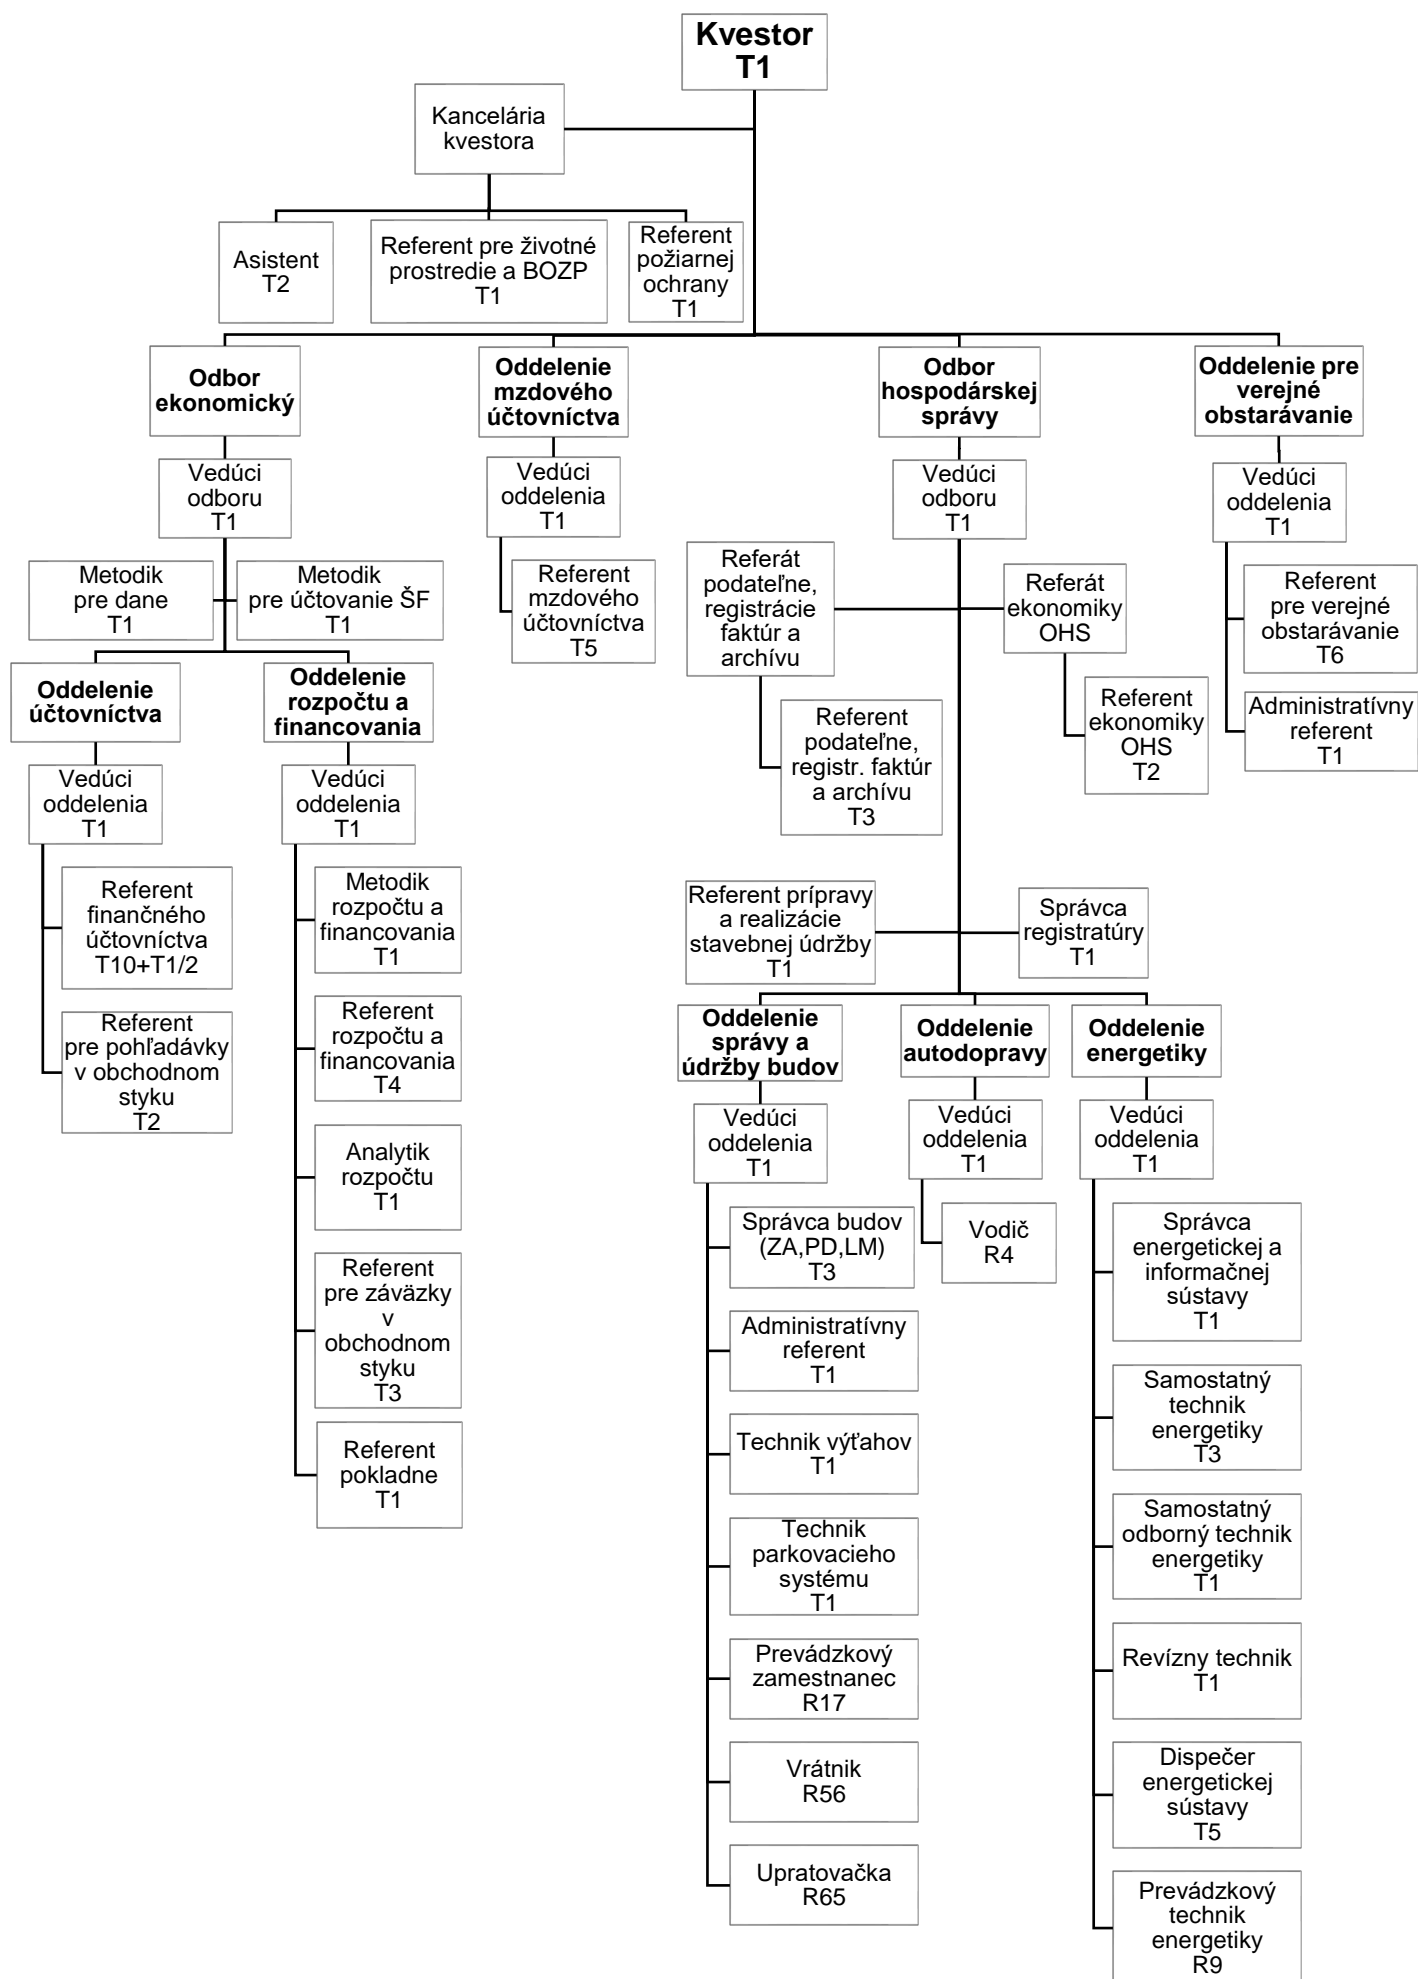 Kvestor
T1
Kancelária
kvestora
Asistent
T2
Referent pre životné
prostredie a BOZP
T1
Referent
požiarnej
ochrany
T1
Odbor
ekonomický
Oddelenie
mzdového
účtovníctva
Odbor
hospodárskej
správy
Oddelenie pre
verejné
obstarávanie
Vedúci
odboru
T1
Vedúci
oddelenia
T1
Vedúci
odboru
T1
Vedúci
oddelenia
T1
Metodik
pre dane
T1
Metodik
pre účtovanie ŠF
T1
Referent
mzdového
účtovníctva
T5
Referát
podateľne,
registrácie
faktúr a
archívu
Referát
ekonomiky
OHS
Referent
pre verejné
obstarávanie
T6
Oddelenie
účtovníctva
Oddelenie
rozpočtu a
financovania
Referent
podateľne,
registr. faktúr
a archívu
T3
Referent
ekonomiky
OHS
T2
Administratívny
referent
T1
Vedúci
oddelenia
T1
Vedúci
oddelenia
T1
Referent
finančného
účtovníctva
T10+T1/2
Referent
pre pohľadávky
v obchodnom
styku
T2
Metodik
rozpočtu a
financovania
T1
Referent
rozpočtu a
financovania
T4
Analytik
rozpočtu
T1
Referent
pre záväzky
v
obchodnom
styku
T3
Referent
pokladne
T1
Referent prípravy
a realizácie
stavebnej údržby
T1
Správca
registratúry
T1
Oddelenie
správy a
údržby budov
Oddelenie
autodopravy
Oddelenie
energetiky
Vedúci
oddelenia
T1
Vedúci
oddelenia
T1
Vedúci
oddelenia
T1
Správca budov
(ZA,PD,LM)
T3
Administratívny
referent
T1
Technik výťahov
T1
Technik
parkovacieho
systému
T1
Prevádzkový
zamestnanec
R17
Vrátnik
R56
Upratovačka
R65
Vodič
R4
Správca
energetickej a
informačnej
sústavy
T1
Samostatný
technik
energetiky
T3
Samostatný
odborný technik
energetiky
T1
Revízny technik
T1
Dispečer
energetickej
sústavy
T5
Prevádzkový
technik
energetiky
R9